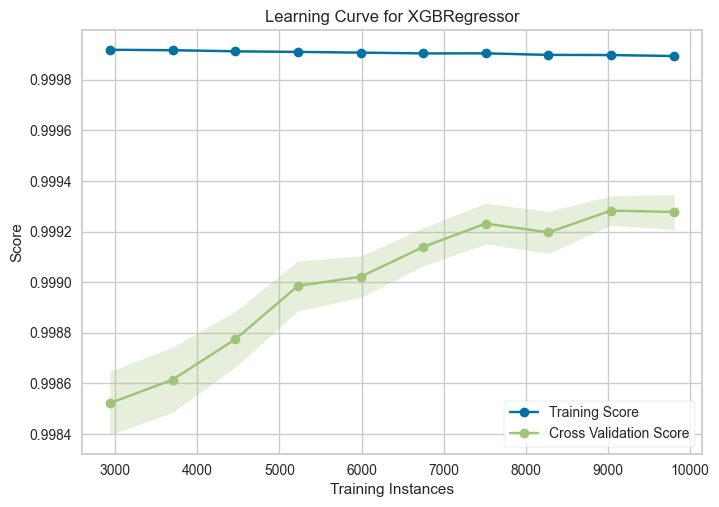 Learning Curve for XGBRegressor
Score
0.9998
0.9996
0.9994
0.9992
0.9990
0.9988
0.9986
0.9984
3000 4000 5000 6000 7000 8000 9000 10000
Training Instances
Training Score
Cross Validation Score